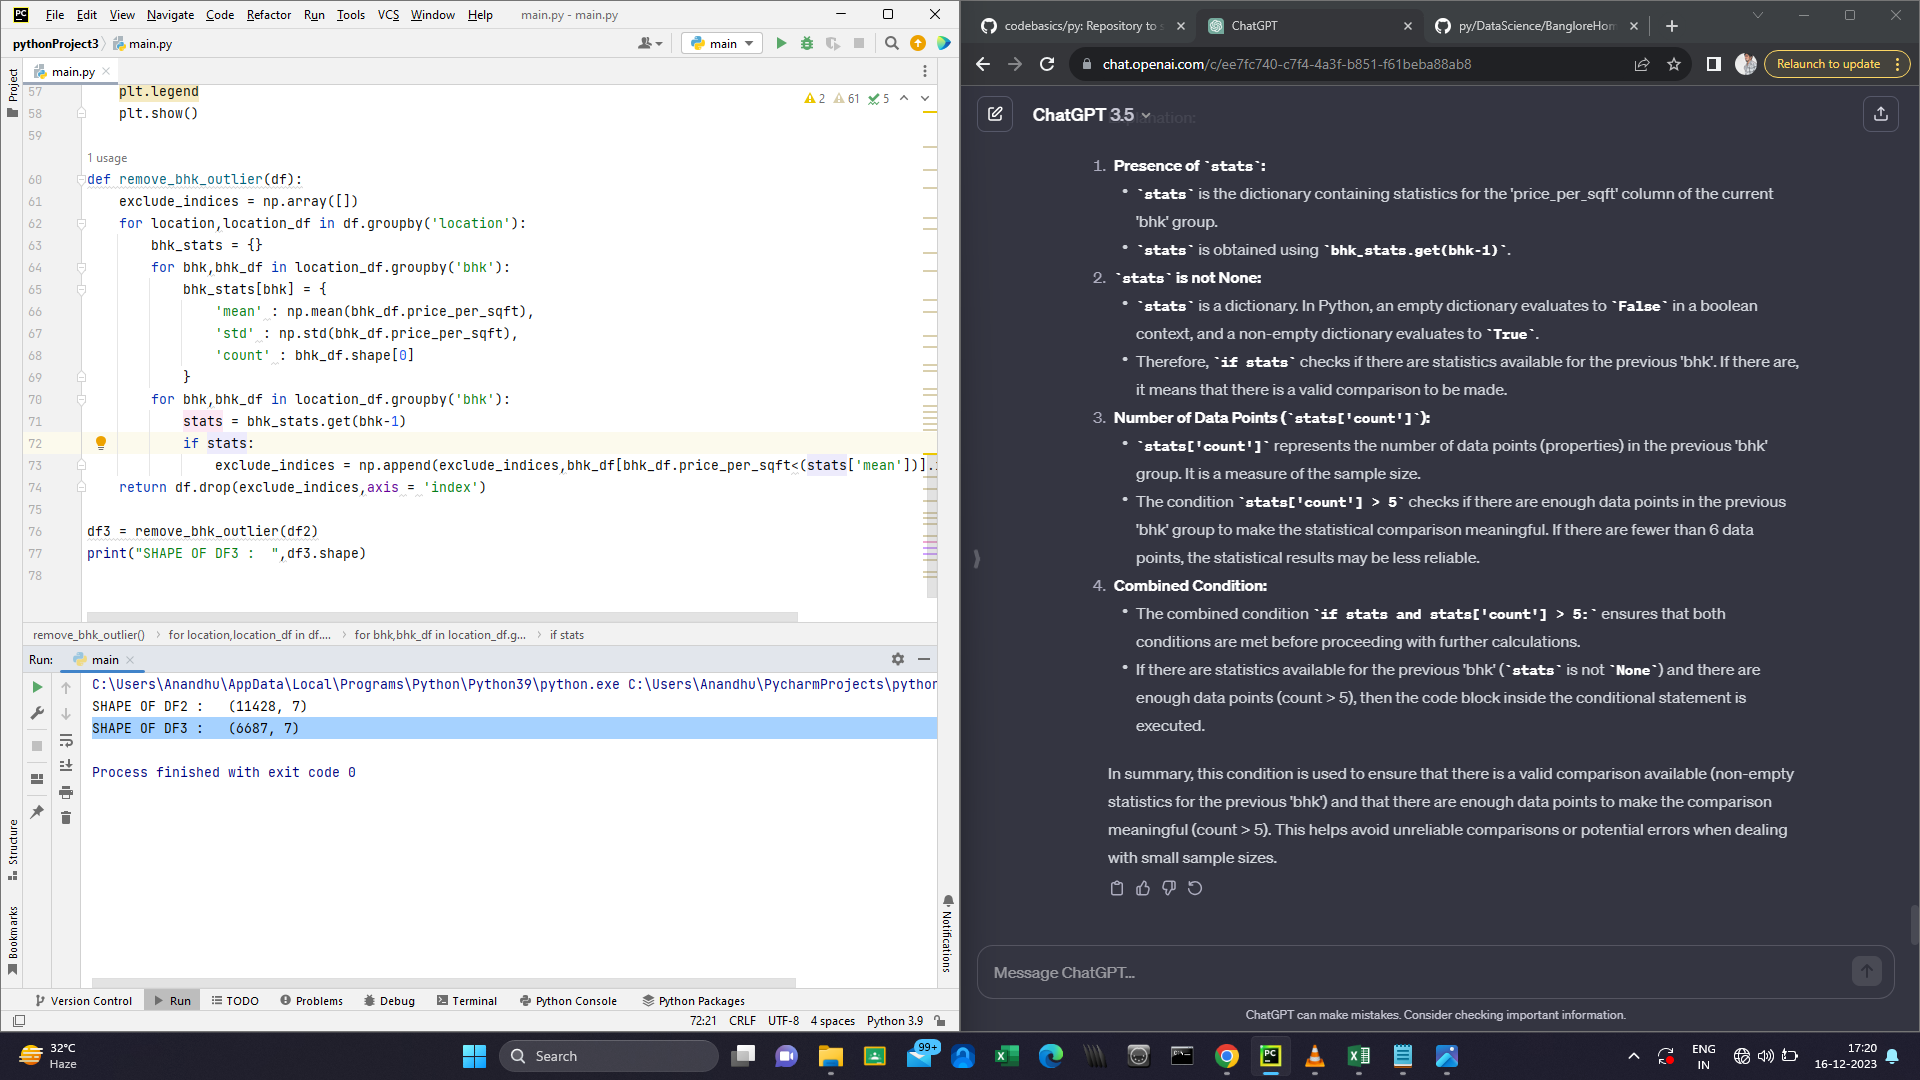 File Edit View Navigate Code Refactor Run Tools VCS Window Help main.py - main.py
pythonProject3 main.py
main
main.py
Project
57 plt.legend
2 61 5
58 plt.show()
59
1 usage
60 def remove_bhk_outlier(df):
61 exclude_indices = np.array([])
62 for location,location_df in df.groupby('location'):
63 bhk_stats = {}
64 for bhk,bhk_df in location_df.groupby('bhk'):
65 bhk_stats[bhk] = {
66 'mean' : np.mean(bhk_df.price_per_sqft),
67 'std' : np.std(bhk_df.price_per_sqft),
68 'count' : bhk_df.shape[0]
69 }
70 for bhk,bhk_df in location_df.groupby('bhk'):
71 stats = bhk_stats.get(bhk-1)
72 if stats:
73 exclude_indices = np.append(exclude_indices,bhk_df[bhk_df.price_per_sqft<(stats['mean'])].
74 return df.drop(exclude_indices,axis = 'index')
75
76 df3 = remove_bhk_outlier(df2)
77 print("SHAPE OF DF3 :  ",df3.shape)
78
remove_bhk_outlier() for location,location_df in df.... for bhk,bhk_df in location_df.g... if stats
Run: main
C:\Users\Anandhu\AppData\Local\Programs\Python\Python39\python.exe C:\Users\Anandhu\PycharmProjects\python
SHAPE OF DF2 :   (11428, 7)
SHAPE OF DF3 :   (6687, 7)
Process finished with exit code 0
Structure
Bookmarks
Notifications
Version Control Run TODO Problems Debug Terminal Python Console Python Packages
72:21 CRLF UTF-8 4 spaces Python 3.9
codebasics/py: Repository to s ChatGPT py/DataScience/BangloreHom
chat.openai.com/c/ee7fc740-c7f4-4a3f-b851-f61beba88ab8
Relaunch to update
ChatGPT 3.5
1. Presence of `stats`:
• `stats` is the dictionary containing statistics for the 'price_per_sqft' column of the current
'bhk' group.
• `stats` is obtained using `bhk_stats.get(bhk-1)`.
2. `stats` is not None:
• `stats` is a dictionary. In Python, an empty dictionary evaluates to `False` in a boolean
context, and a non-empty dictionary evaluates to `True`.
• Therefore, `if stats` checks if there are statistics available for the previous 'bhk'. If there are,
it means that there is a valid comparison to be made.
3. Number of Data Points (`stats['count']`):
• `stats['count']` represents the number of data points (properties) in the previous 'bhk'
group. It is a measure of the sample size.
• The condition `stats['count'] > 5` checks if there are enough data points in the previous
'bhk' group to make the statistical comparison meaningful. If there are fewer than 6 data
points, the statistical results may be less reliable.
4. Combined Condition:
• The combined condition `if stats and stats['count'] > 5:` ensures that both
conditions are met before proceeding with further calculations.
• If there are statistics available for the previous 'bhk' (`stats` is not `None`) and there are
enough data points (count > 5), then the code block inside the conditional statement is
executed.
In summary, this condition is used to ensure that there is a valid comparison available (non-empty
statistics for the previous 'bhk') and that there are enough data points to make the comparison
meaningful (count > 5). This helps avoid unreliable comparisons or potential errors when dealing
with small sample sizes.
Message ChatGPT...
ChatGPT can make mistakes. Consider checking important information.
32°C
Haze
Search
99+
ENG
IN
17:20
16-12-2023